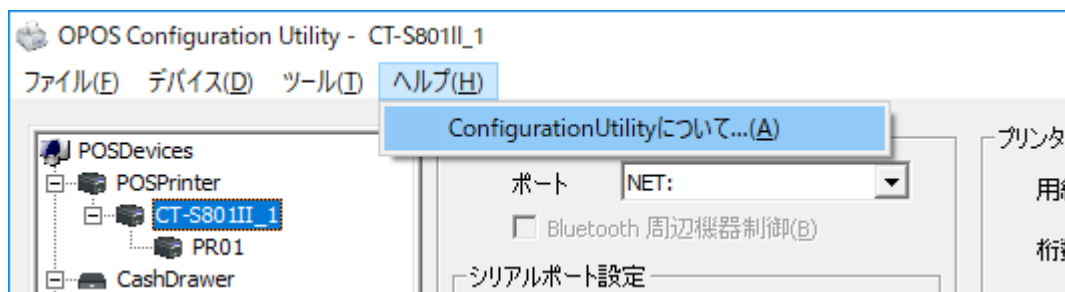 OPOS Configuration Utility - CT-S801II_1
ファイル(F) デバイス(D) ツール(T) ヘルプ(H)
ConfigurationUtilityについて...(A)
POSDevices
POSPrinter
CT-S801II_1
PR01
CashDrawer
ポート NET:
Bluetooth 周辺機器制御(B)
シリアルポート設定
プリンタ
用
桁